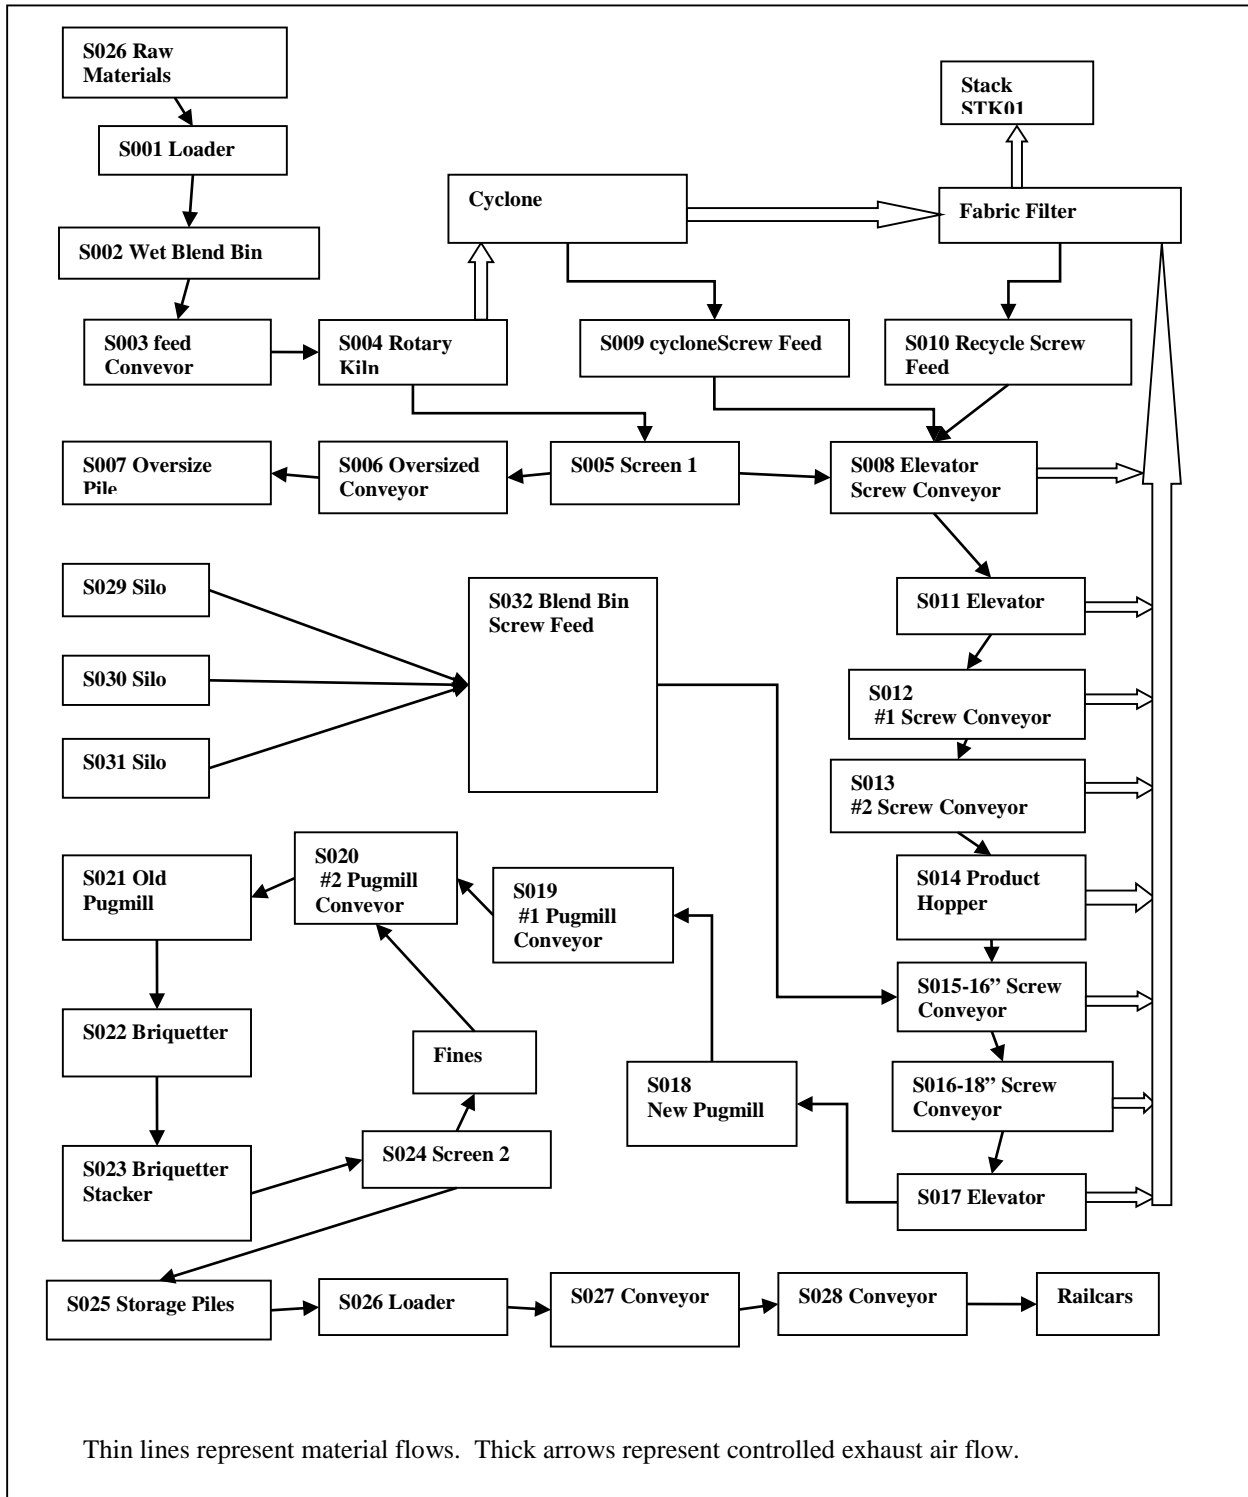 S026 Raw
Materials
Stack
STK01
S001 Loader
Cyclone
Fabric Filter
S002 Wet Blend Bin
S003 feed
Conveyor
S004 Rotary
Kiln
S009 cycloneScrew Feed
S010 Recycle Screw
Feed
S007 Oversize
Pile
S006 Oversized
Conveyor
S005 Screen 1
S008 Elevator
Screw Conveyor
S029 Silo
S032 Blend Bin
Screw Feed
S011 Elevator
S030 Silo
S012
#1 Screw Conveyor
S031 Silo
S013
#2 Screw Conveyor
S021 Old
Pugmill
S020
#2 Pugmill
Conveyor
S019
#1 Pugmill
Conveyor
S014 Product
Hopper
S015-16” Screw
Conveyor
S022 Briquetter
Fines
S018
New Pugmill
S016-18” Screw
Conveyor
S023 Briquetter
Stacker
S024 Screen 2
S017 Elevator
S025 Storage Piles
S026 Loader
S027 Conveyor
S028 Conveyor
Railcars
Thin lines represent material flows.  Thick arrows represent controlled exhaust air flow.